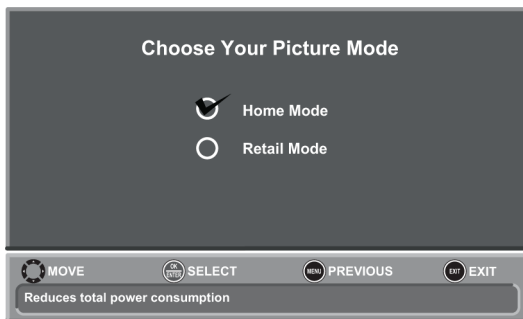 Choose Your Picture Mode
Home Mode
Retail Mode
MOVE OK ENTER SELECT MENU PREVIOUS EXIT EXIT
Reduces total power consumption